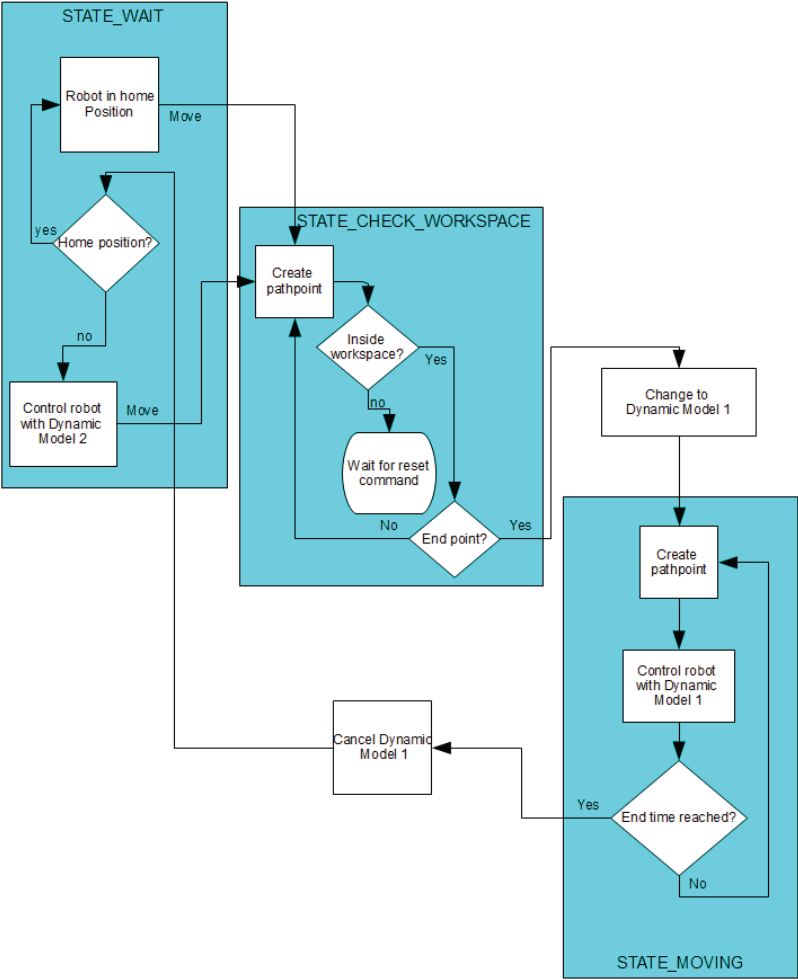 STATE_WAIT
Robot in home
Position
Move
yes
Home position?
no
Control robot
with Dynamic
Model 2
Move
STATE_CHECK_WORKSPACE
Create
pathpoint
Inside
workspace?
Yes
no
Wait for reset
command
No
End point?
Yes
Change to
Dynamic Model 1
Create
pathpoint
Control robot
with Dynamic
Model 1
End time reached?
Yes
No
STATE_MOVING
Cancel Dynamic
Model 1